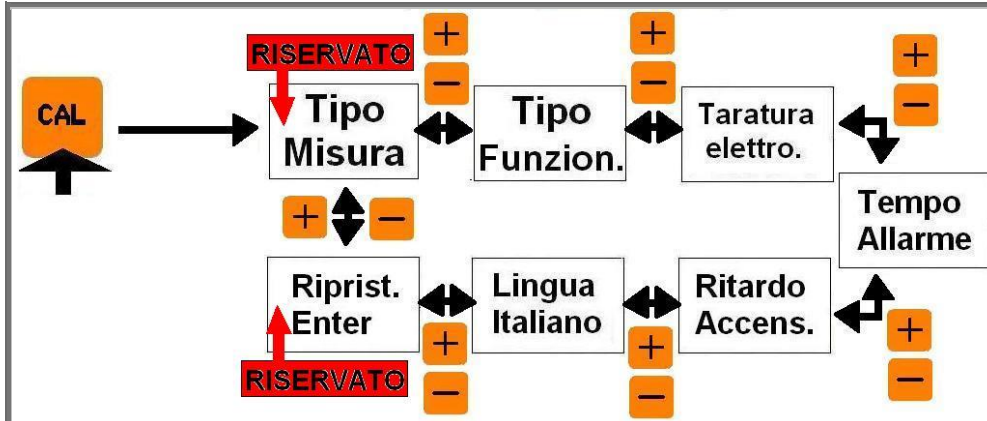 RISERVATO
CAL
Tipo
Misura
+
−
Tipo
Funzion.
+
−
Taratura
elettro.
+
−
Tempo
Allarme
+
−
Riprist.
Enter
RISERVATO
+
−
Lingua
Italiano
+
−
Ritardo
Accens.
+
−